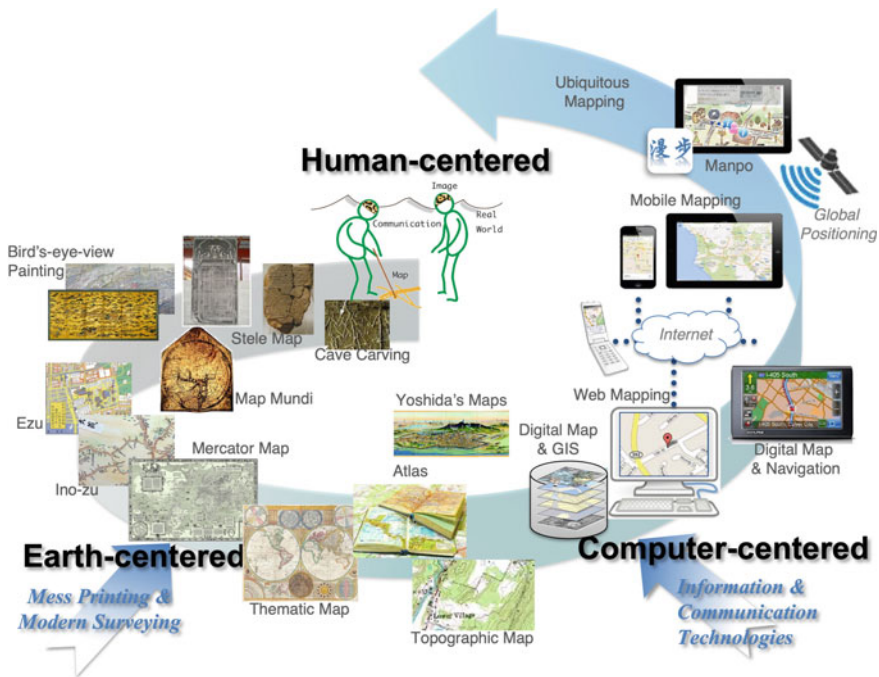 Ubiquitous
Mapping
漫步
Manpo
Human-centered
Image
Communication
Real
World
Map
Mobile Mapping
Global
Positioning
Bird's-eye-view
Painting
Stele Map
Cave Carving
Internet
Map Mundi
Web Mapping
I-405 South
Ezu
Yoshida's Maps
Mercator Map
Digital Map
& GIS
Digital Map
& Navigation
Atlas
Ino-zu
Earth-centered
Computer-centered
Mess Printing &
Modern Surveying
Thematic Map
Topographic Map
Information &
Communication
Technologies